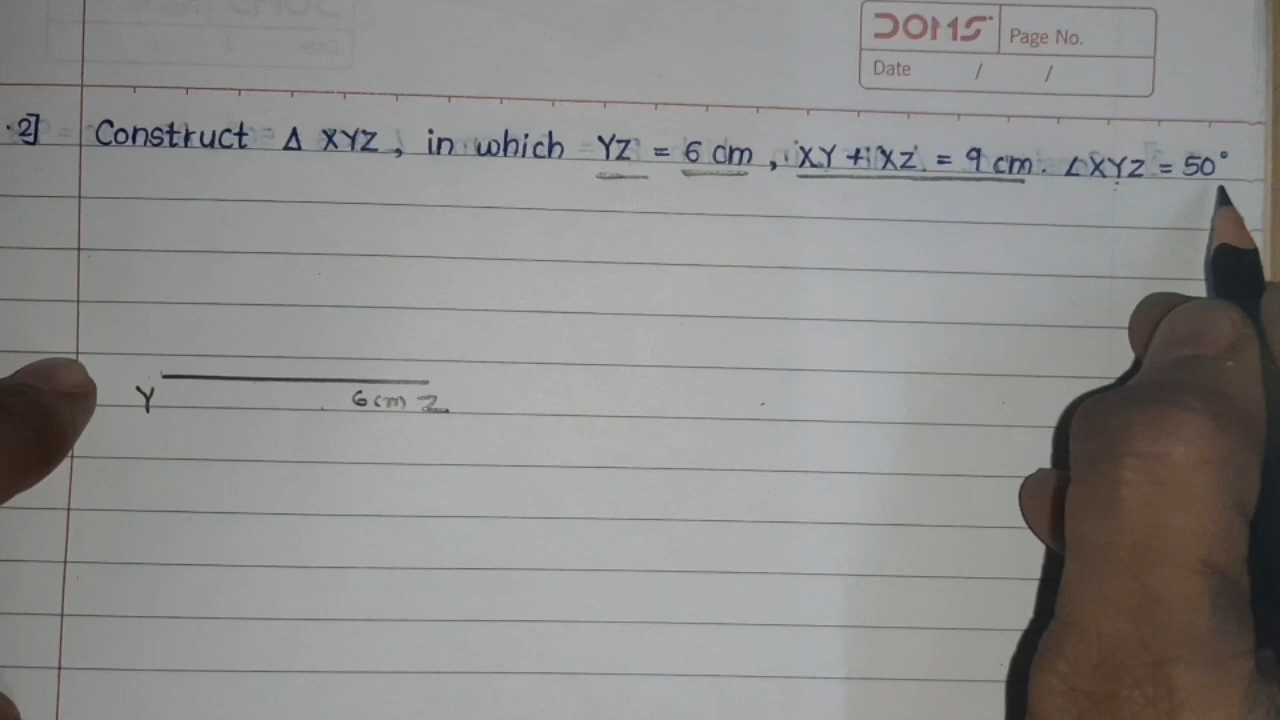 DOMS
Page No.
Date / /
2] Construct Δ XYZ, in which YZ = 6 cm, XY + XZ = 9 cm. ∠XYZ = 50°
Y 6 cm Z